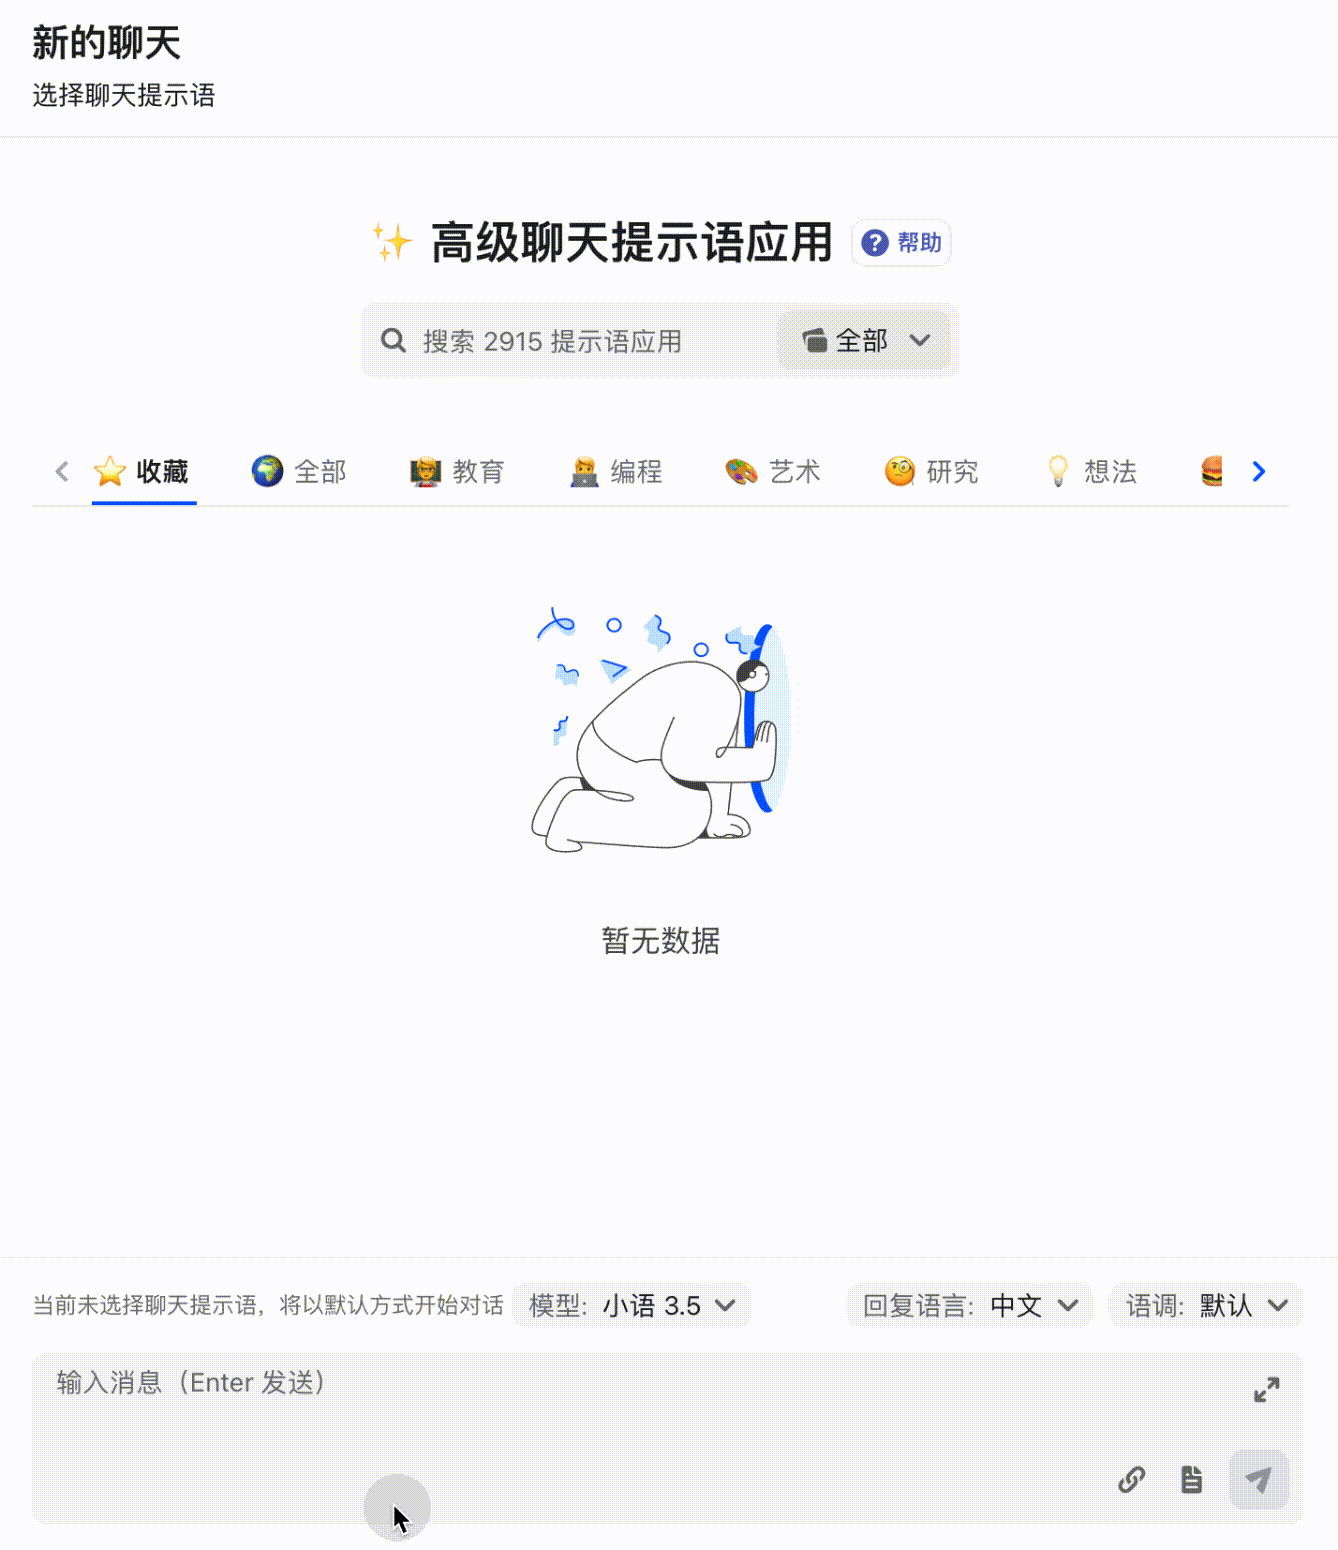 新的聊天
选择聊天提示语
✨ 高级聊天提示语应用 帮助
搜索 2915 提示语应用 全部
收藏 全部 教育 编程 艺术 研究 想法
暂无数据
当前未选择聊天提示语，将以默认方式开始对话 模型: 小语 3.5 回复语言: 中文 语调: 默认
输入消息（Enter 发送）